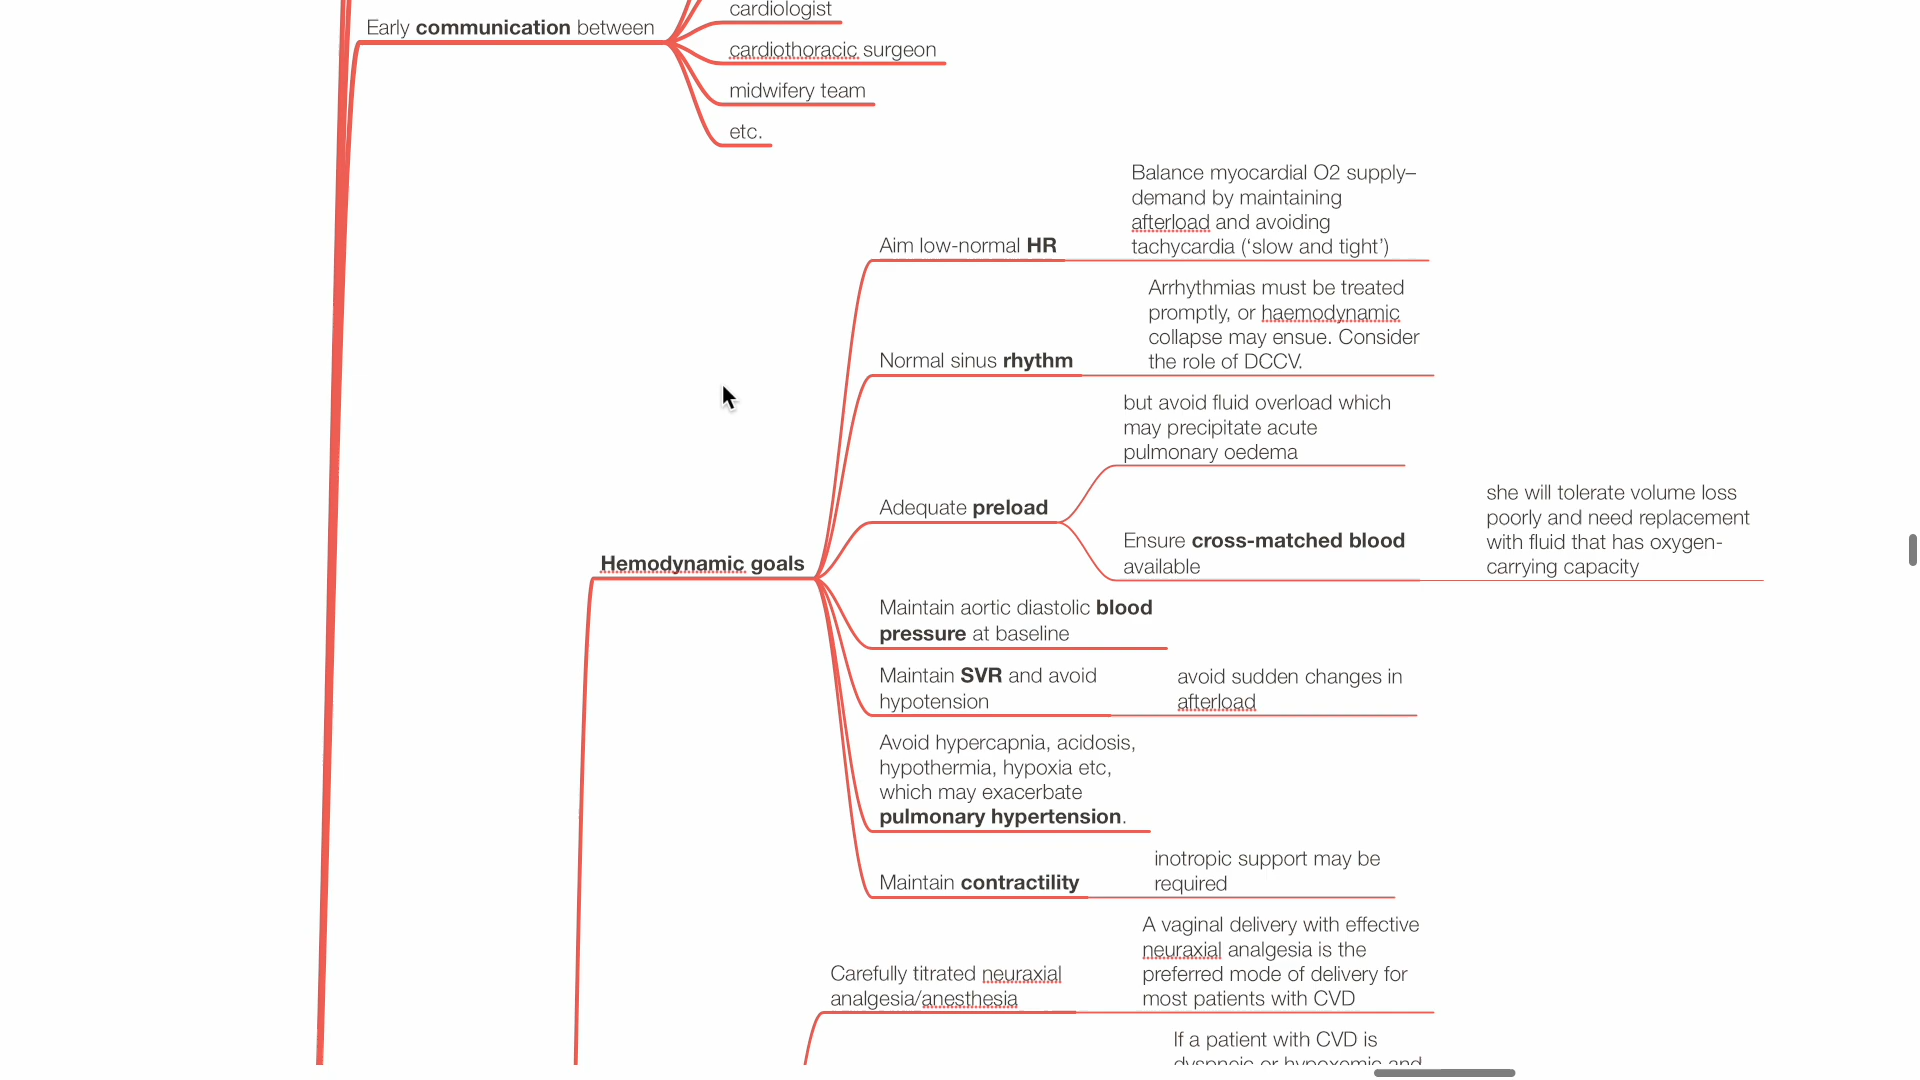 cardiologist
Early communication between
cardiothoracic surgeon
midwifery team
etc.
Hemodynamic goals
Aim low-normal HR
Balance myocardial O2 supply–
demand by maintaining
afterload and avoiding
tachycardia (‘slow and tight’)
Normal sinus rhythm
Arrhythmias must be treated
promptly, or haemodynamic
collapse may ensue. Consider
the role of DCCV.
Adequate preload
but avoid fluid overload which
may precipitate acute
pulmonary oedema
Ensure cross-matched blood
available
she will tolerate volume loss
poorly and need replacement
with fluid that has oxygen-
carrying capacity
Maintain aortic diastolic blood
pressure at baseline
Maintain SVR and avoid
hypotension
avoid sudden changes in
afterload
Avoid hypercapnia, acidosis,
hypothermia, hypoxia etc,
which may exacerbate
pulmonary hypertension.
Maintain contractility
inotropic support may be
required
Carefully titrated neuraxial
analgesia/anesthesia
A vaginal delivery with effective
neuraxial analgesia is the
preferred mode of delivery for
most patients with CVD
If a patient with CVD is
dyspneic or hypoxemic and